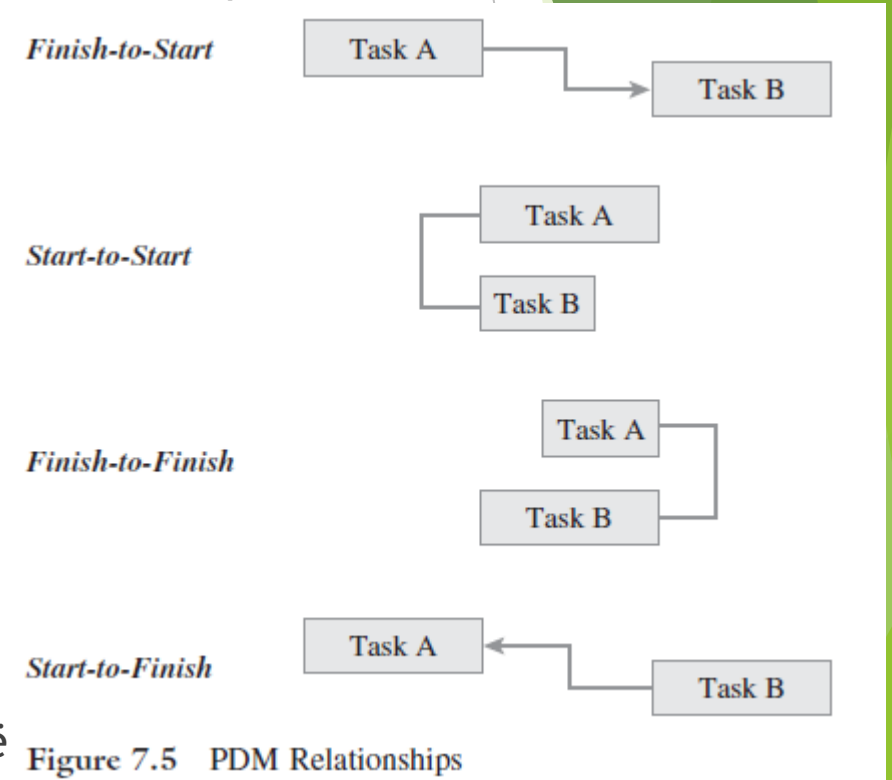 Finish-to-Start
Task A
Task B
Start-to-Start
Task A
Task B
Finish-to-Finish
Task A
Task B
Start-to-Finish
Task A
Task B
Figure 7.5 PDM Relationships